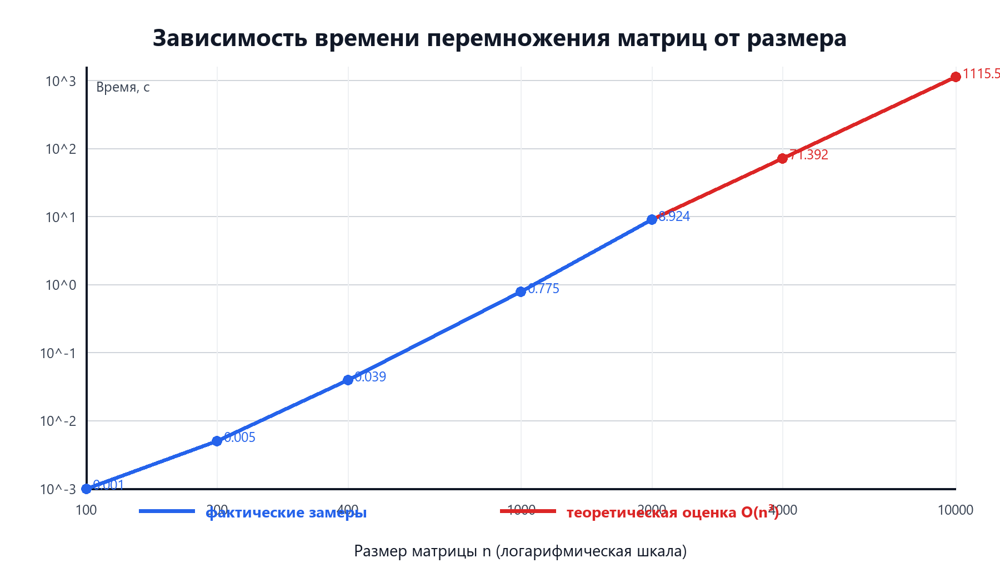 Зависимость времени перемножения матриц от размера
10^3
Время, с
1115.5
10^2
71.392
10^1
8.924
10^0
0.775
10^-1
0.039
10^-2
0.005
10^-3
0.001
100 200 400 1000 2000 4000 10000
фактические замеры
теоретическая оценка O(n³)
Размер матрицы n (логарифмическая шкала)